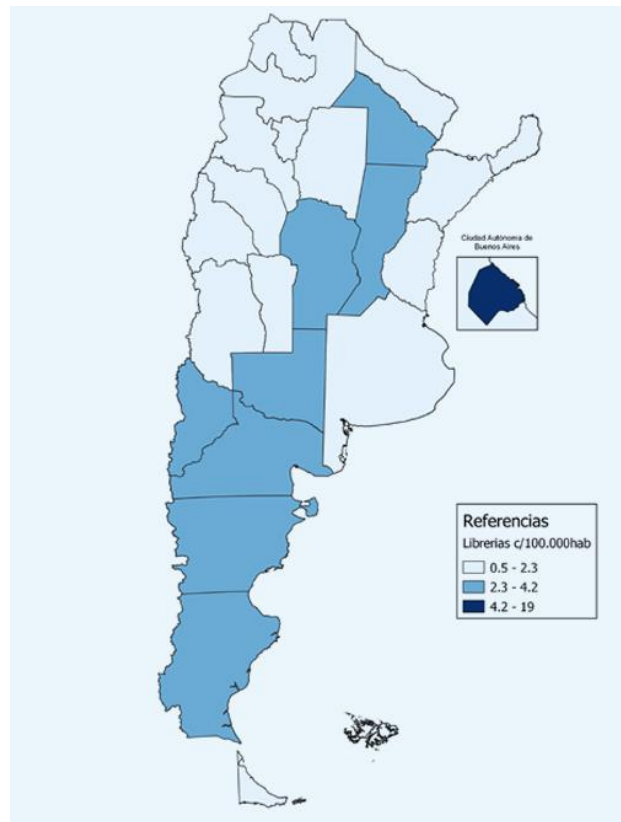 Ciudad Autónoma de
Buenos Aires
Referencias
Librerias c/100.000hab
0.5 - 2.3
2.3 - 4.2
4.2 - 19